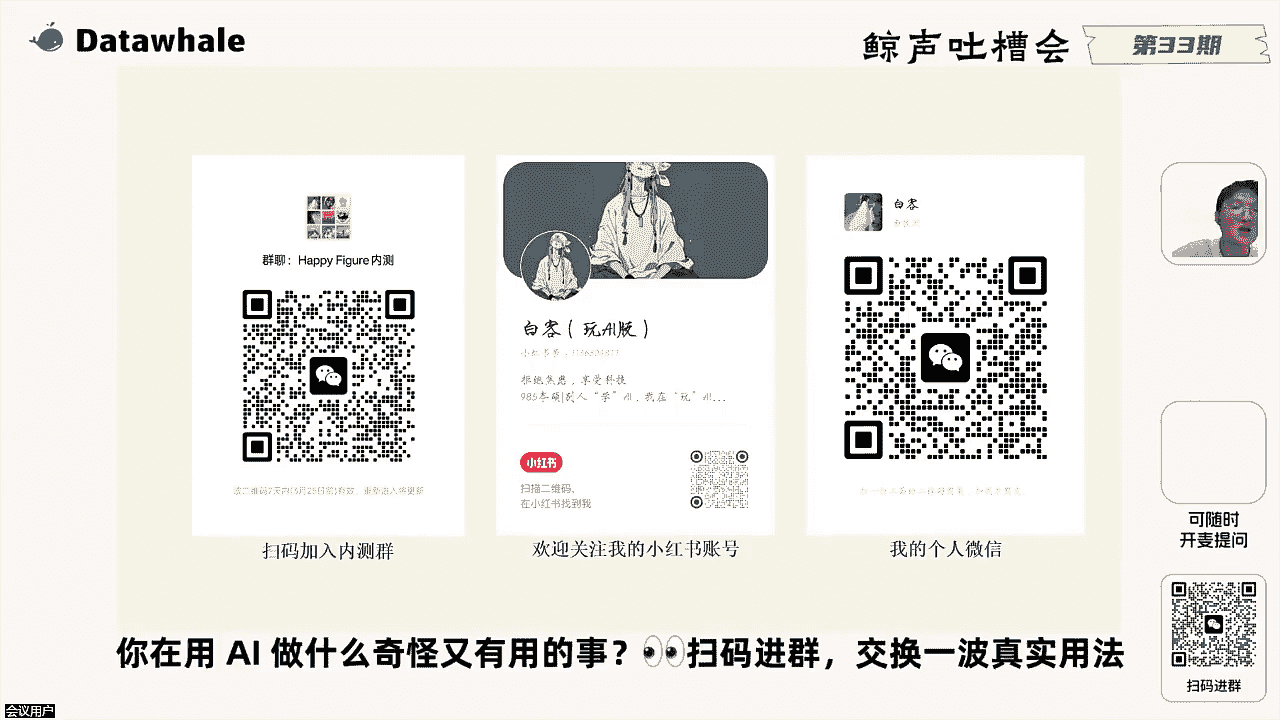 Datawhale
鲸声吐槽会
第33期
群聊：Happy Figure内测
扫码加入内测群
白客（玩AI版）
拒绝焦虑，享受科技
小红书
扫描二维码，
在小红书找到我
欢迎关注我的小红书账号
白客
我的个人微信
可随时
开麦提问
扫码进群
你在用 AI 做什么奇怪又有用的事？👀扫码进群，交换一波真实用法
会议用户